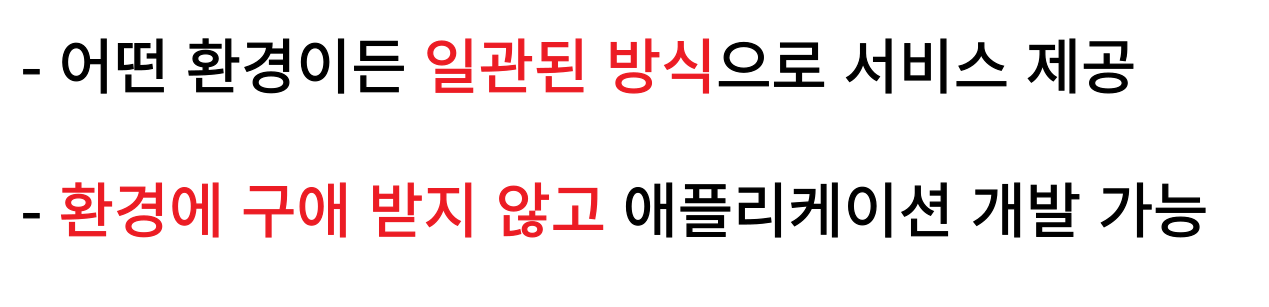 - 어떤 환경이든 일관된 방식으로 서비스 제공
- 환경에 구애 받지 않고 애플리케이션 개발 가능